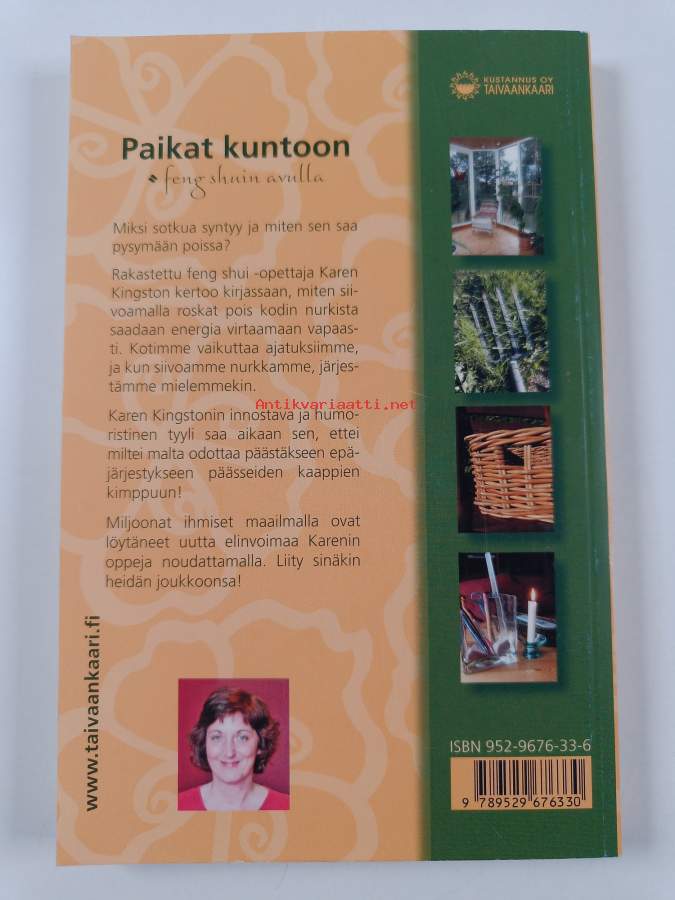 KUSTANNUS OY
TAIVAANKAARI
Paikat kuntoon
feng shuin avulla
Miksi sotkua syntyy ja miten sen saa
pysymään poissa?
Rakastettu feng shui -opettaja Karen
Kingston kertoo kirjassaan, miten sii-
voamalla roskat pois kodin nurkista
saadaan energia virtaamaan vapaas-
ti. Kotimme vaikuttaa ajatuksiimme,
ja kun siivoamme nurkkamme, järjes-
tämme mielemmekin.
Antikvariaatti.net
Karen Kingstonin innostava ja humo-
ristinen tyyli saa aikaan sen, ettei
miltei malta odottaa päästäkseen epä-
järjestykseen päässeiden kaappien
kimppuun!
Miljoonat ihmiset maailmalla ovat
löytäneet uutta elinvoimaa Karenin
oppeja noudattamalla. Liity sinäkin
heidän joukkoonsa!
www.taivaankaari.fi
ISBN 952-9676-33-6
9 789529 676330